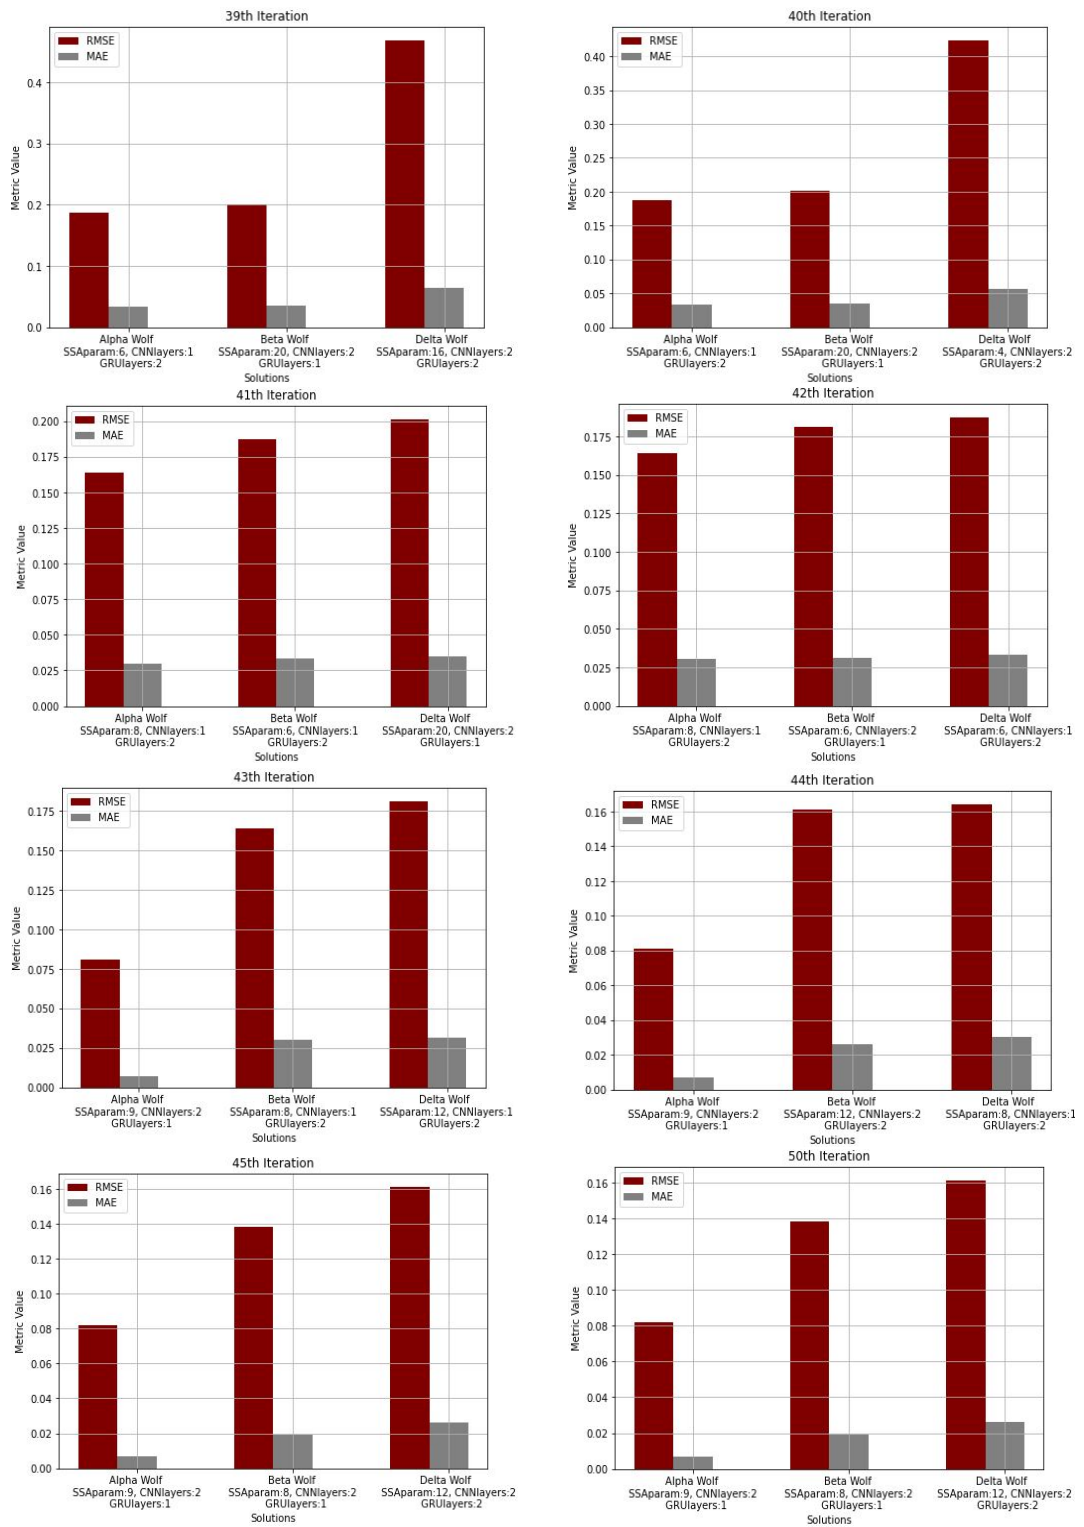 39th Iteration
RMSE
MAE
Metric Value
0.4
0.3
0.2
0.1
0.0
Alpha Wolf
SSAparam:6, CNNlayers:1
GRUlayers:2
Beta Wolf
SSAparam:20, CNNlayers:2
GRUlayers:1
Delta Wolf
SSAparam:16, CNNlayers:2
GRUlayers:2
Solutions
40th Iteration
RMSE
MAE
Metric Value
0.40
0.35
0.30
0.25
0.20
0.15
0.10
0.05
0.00
Alpha Wolf
SSAparam:6, CNNlayers:1
GRUlayers:2
Beta Wolf
SSAparam:20, CNNlayers:2
GRUlayers:1
Delta Wolf
SSAparam:4, CNNlayers:2
GRUlayers:2
Solutions
41th Iteration
RMSE
MAE
Metric Value
0.200
0.175
0.150
0.125
0.100
0.075
0.050
0.025
0.000
Alpha Wolf
SSAparam:8, CNNlayers:1
GRUlayers:2
Beta Wolf
SSAparam:6, CNNlayers:1
GRUlayers:2
Delta Wolf
SSAparam:20, CNNlayers:2
GRUlayers:1
Solutions
42th Iteration
RMSE
MAE
Metric Value
0.175
0.150
0.125
0.100
0.075
0.050
0.025
0.000
Alpha Wolf
SSAparam:8, CNNlayers:1
GRUlayers:2
Beta Wolf
SSAparam:6, CNNlayers:2
GRUlayers:1
Delta Wolf
SSAparam:6, CNNlayers:1
GRUlayers:2
Solutions
43th Iteration
RMSE
MAE
Metric Value
0.175
0.150
0.125
0.100
0.075
0.050
0.025
0.000
Alpha Wolf
SSAparam:9, CNNlayers:2
GRUlayers:1
Beta Wolf
SSAparam:8, CNNlayers:1
GRUlayers:2
Delta Wolf
SSAparam:12, CNNlayers:1
GRUlayers:2
Solutions
44th Iteration
RMSE
MAE
Metric Value
0.16
0.14
0.12
0.10
0.08
0.06
0.04
0.02
0.00
Alpha Wolf
SSAparam:9, CNNlayers:2
GRUlayers:1
Beta Wolf
SSAparam:12, CNNlayers:2
GRUlayers:2
Delta Wolf
SSAparam:8, CNNlayers:1
GRUlayers:2
Solutions
45th Iteration
RMSE
MAE
Metric Value
0.16
0.14
0.12
0.10
0.08
0.06
0.04
0.02
0.00
Alpha Wolf
SSAparam:9, CNNlayers:2
GRUlayers:1
Beta Wolf
SSAparam:8, CNNlayers:2
GRUlayers:1
Delta Wolf
SSAparam:12, CNNlayers:2
GRUlayers:2
Solutions
50th Iteration
RMSE
MAE
Metric Value
0.16
0.14
0.12
0.10
0.08
0.06
0.04
0.02
0.00
Alpha Wolf
SSAparam:9, CNNlayers:2
GRUlayers:1
Beta Wolf
SSAparam:8, CNNlayers:2
GRUlayers:1
Delta Wolf
SSAparam:12, CNNlayers:2
GRUlayers:2
Solutions